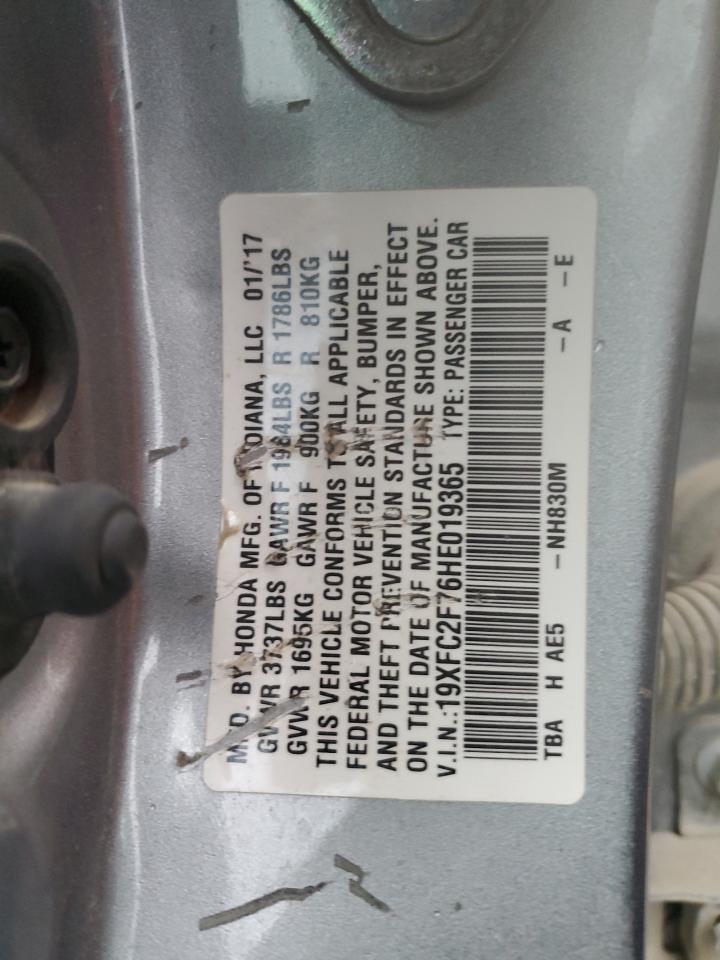 MFD. BY HONDA MFG. OF INDIANA, LLC 01/'17
GVWR 3737LBS GAWR F 1984LBS R 1786LBS
GVWR 1695KG GAWR F 900KG R 810KG
THIS VEHICLE CONFORMS TO ALL APPLICABLE
FEDERAL MOTOR VEHICLE SAFETY, BUMPER,
AND THEFT PREVENTION STANDARDS IN EFFECT
ON THE DATE OF MANUFACTURE SHOWN ABOVE.
V.I.N.:19XFC2F76HE019365 TYPE: PASSENGER CAR
TBA H AE5 - NH830M -A -E